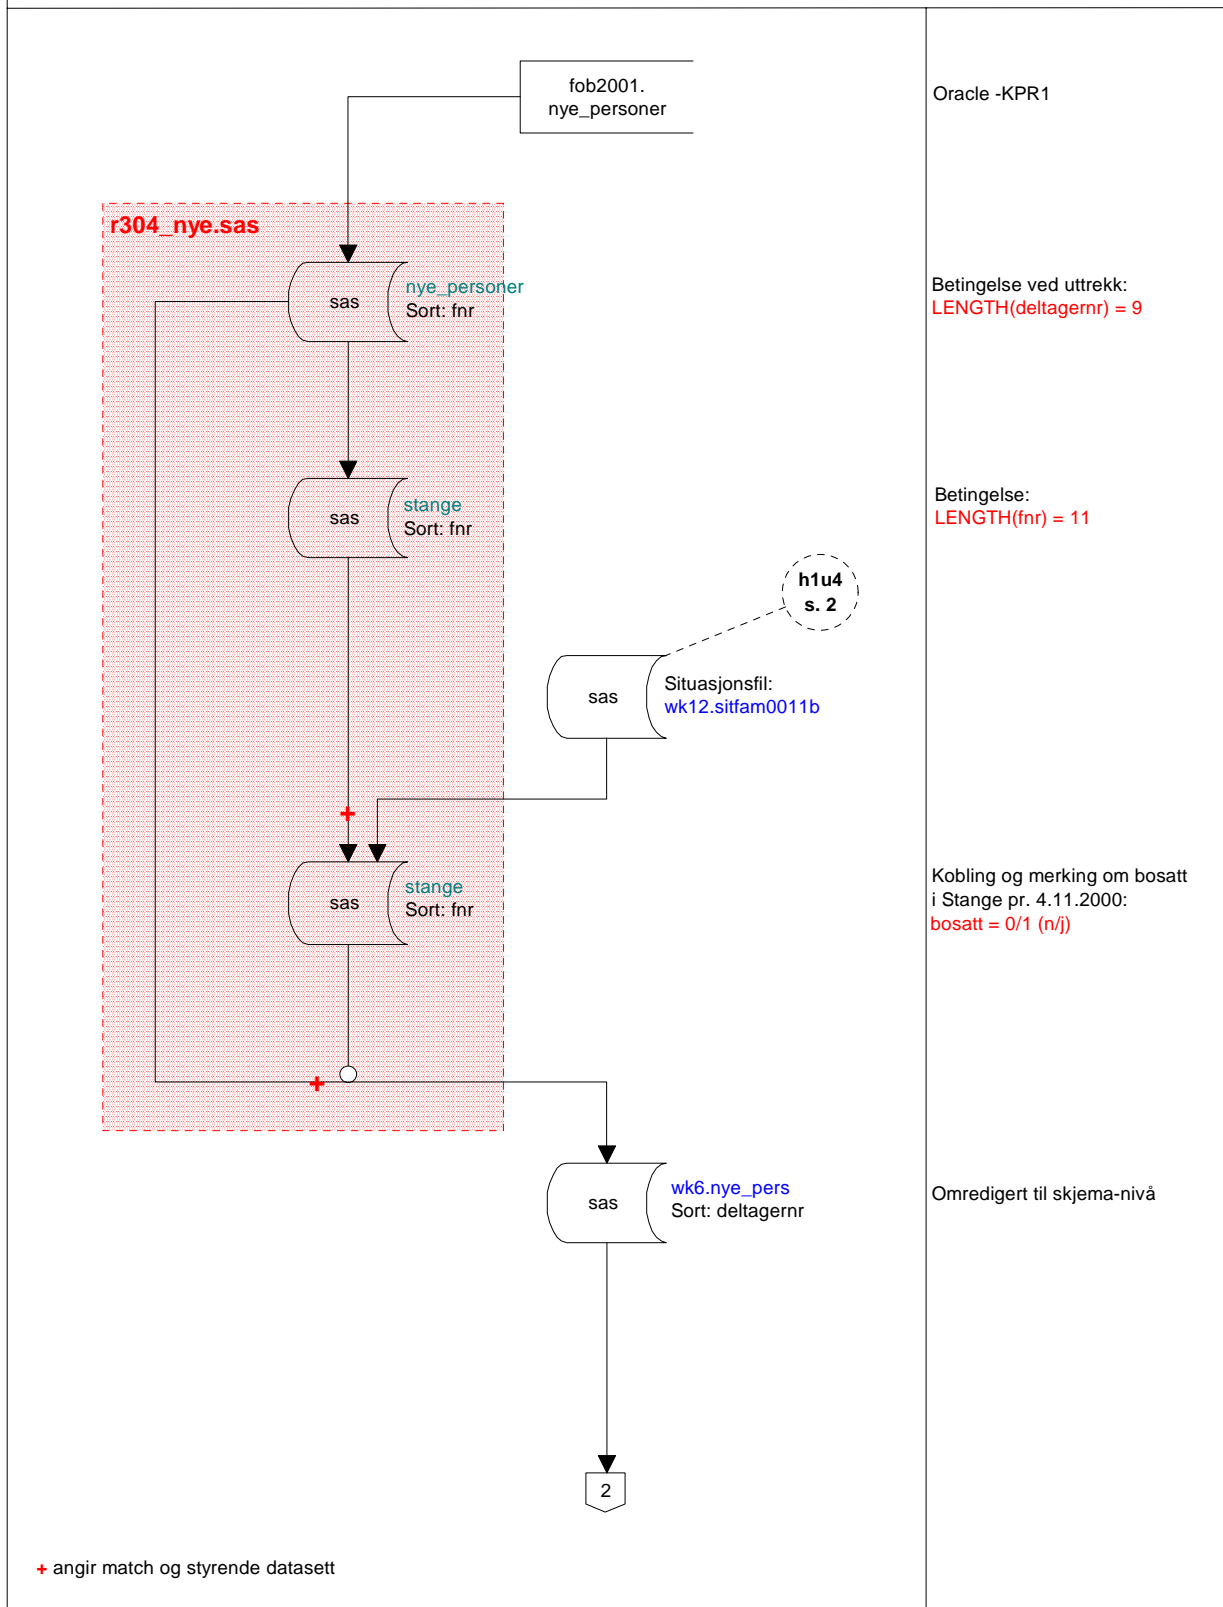 fob2001.
nye_personer
Oracle -KPR1
r304_nye.sas
sas
nye_personer
Sort: fnr
Betingelse ved uttrekk:
LENGTH(deltagernr) = 9
sas
stange
Sort: fnr
Betingelse:
LENGTH(fnr) = 11
h1u4
s. 2
sas
Situasjonsfil:
wk12.sitfam0011b
+
sas
stange
Sort: fnr
Kobling og merking om bosatt
i Stange pr. 4.11.2000:
bosatt = 0/1 (n/j)
+
sas
wk6.nye_pers
Sort: deltagernr
Omredigert til skjema-nivå
2
+ angir match og styrende datasett